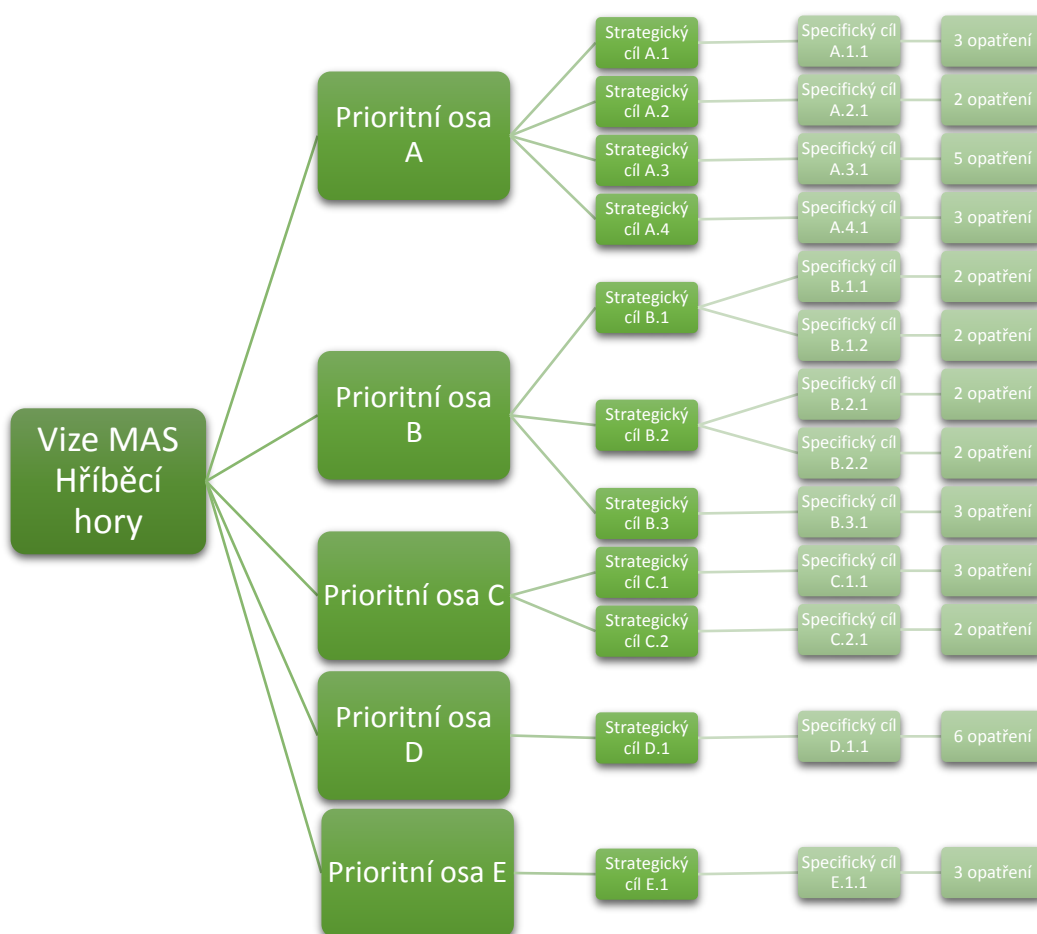 Vize MAS
Hříběcí
hory
Prioritní osa
A
Strategický
cíl A.1
Specifický cíl
A.1.1
3 opatření
Strategický
cíl A.2
Specifický cíl
A.2.1
2 opatření
Strategický
cíl A.3
Specifický cíl
A.3.1
5 opatření
Strategický
cíl A.4
Specifický cíl
A.4.1
3 opatření
Prioritní osa
B
Strategický
cíl B.1
Specifický cíl
B.1.1
2 opatření
Specifický cíl
B.1.2
2 opatření
Strategický
cíl B.2
Specifický cíl
B.2.1
2 opatření
Specifický cíl
B.2.2
2 opatření
Strategický
cíl B.3
Specifický cíl
B.3.1
3 opatření
Prioritní osa C
Strategický
cíl C.1
Specifický cíl
C.1.1
3 opatření
Strategický
cíl C.2
Specifický cíl
C.2.1
2 opatření
Prioritní osa
D
Strategický
cíl D.1
Specifický cíl
D.1.1
6 opatření
Prioritní osa E
Strategický
cíl E.1
Specifický cíl
E.1.1
3 opatření